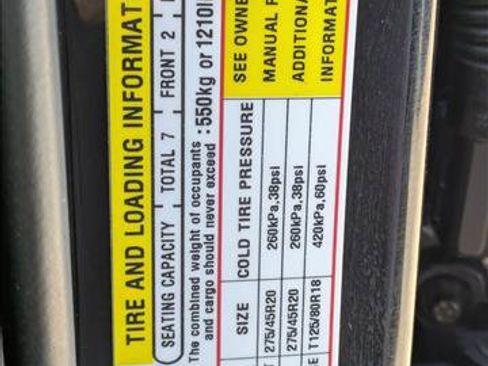 TIRE AND LOADING INFORMAT
SEATING CAPACITY TOTAL 7 FRONT 2
The combined weight of occupants
and cargo should never exceed : 550kg or 1210l
SIZE COLD TIRE PRESSURE
275/45R20 260kPa,38psi
275/45R20 260kPa,38psi
T125/80R18 420kPa,60psi
SEE OWNE
MANUAL F
ADDITIONA
INFORMAT